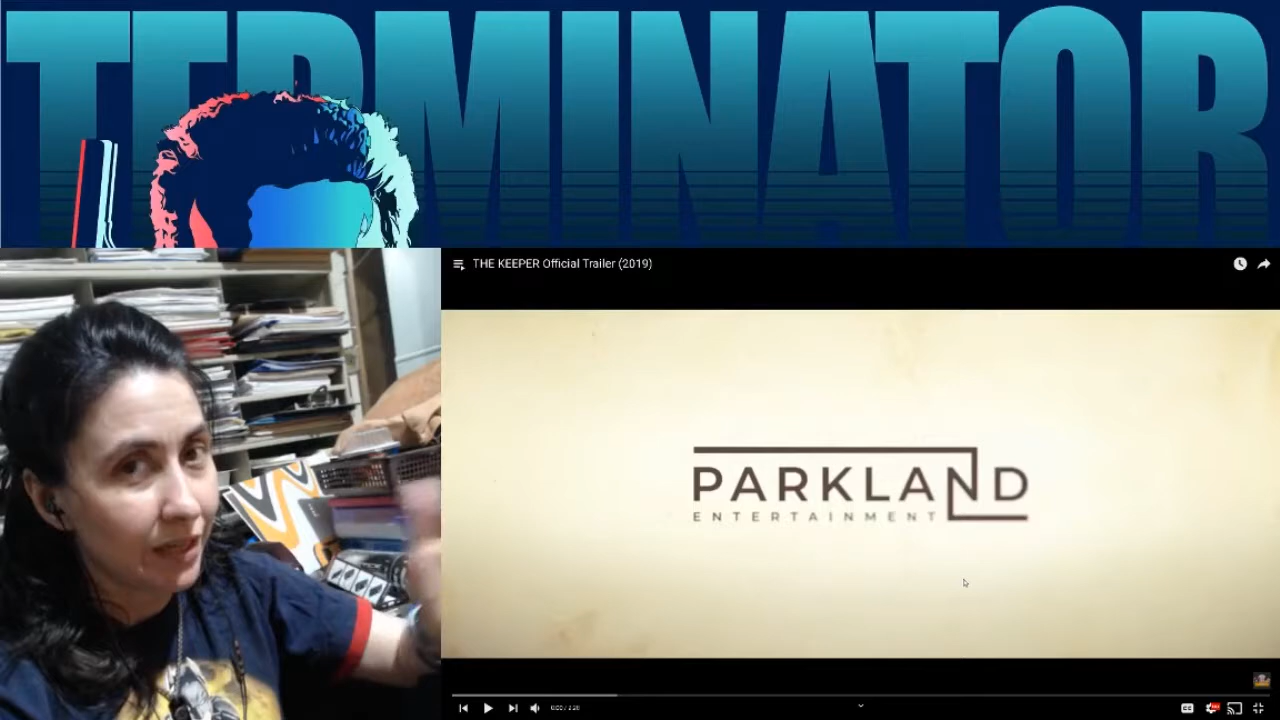 TERMINATOR
THE KEEPER Official Trailer (2019)
PARKLAND
ENTERTAINMENT